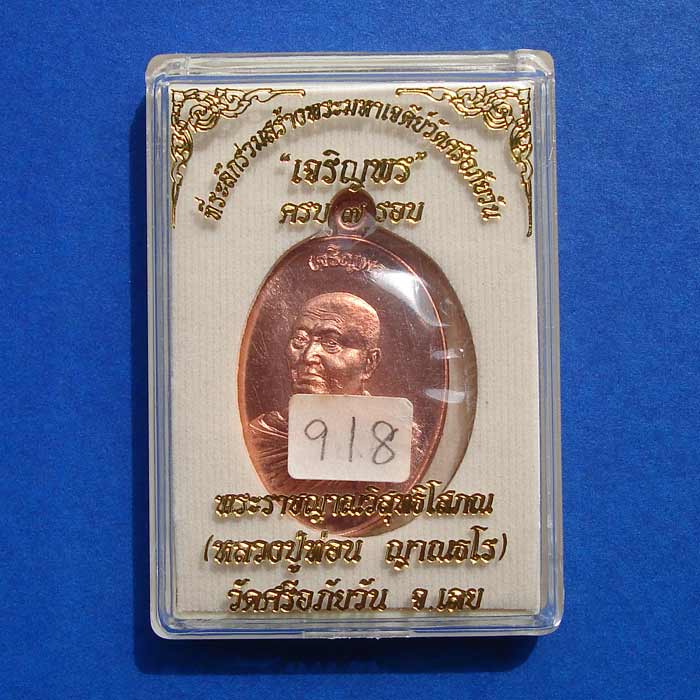 ที่ระลึกร่วมสร้างพระมหาเจดีย์วัดศรีอภัยวัน
"เจริญพร"
ครบ ๗ รอบ
เจริญพร
918
พระราชญาณวิสุทธิโสภณ
(หลวงปู่ท่อน ญาณธโร)
วัดศรีอภัยวัน จ.เลย